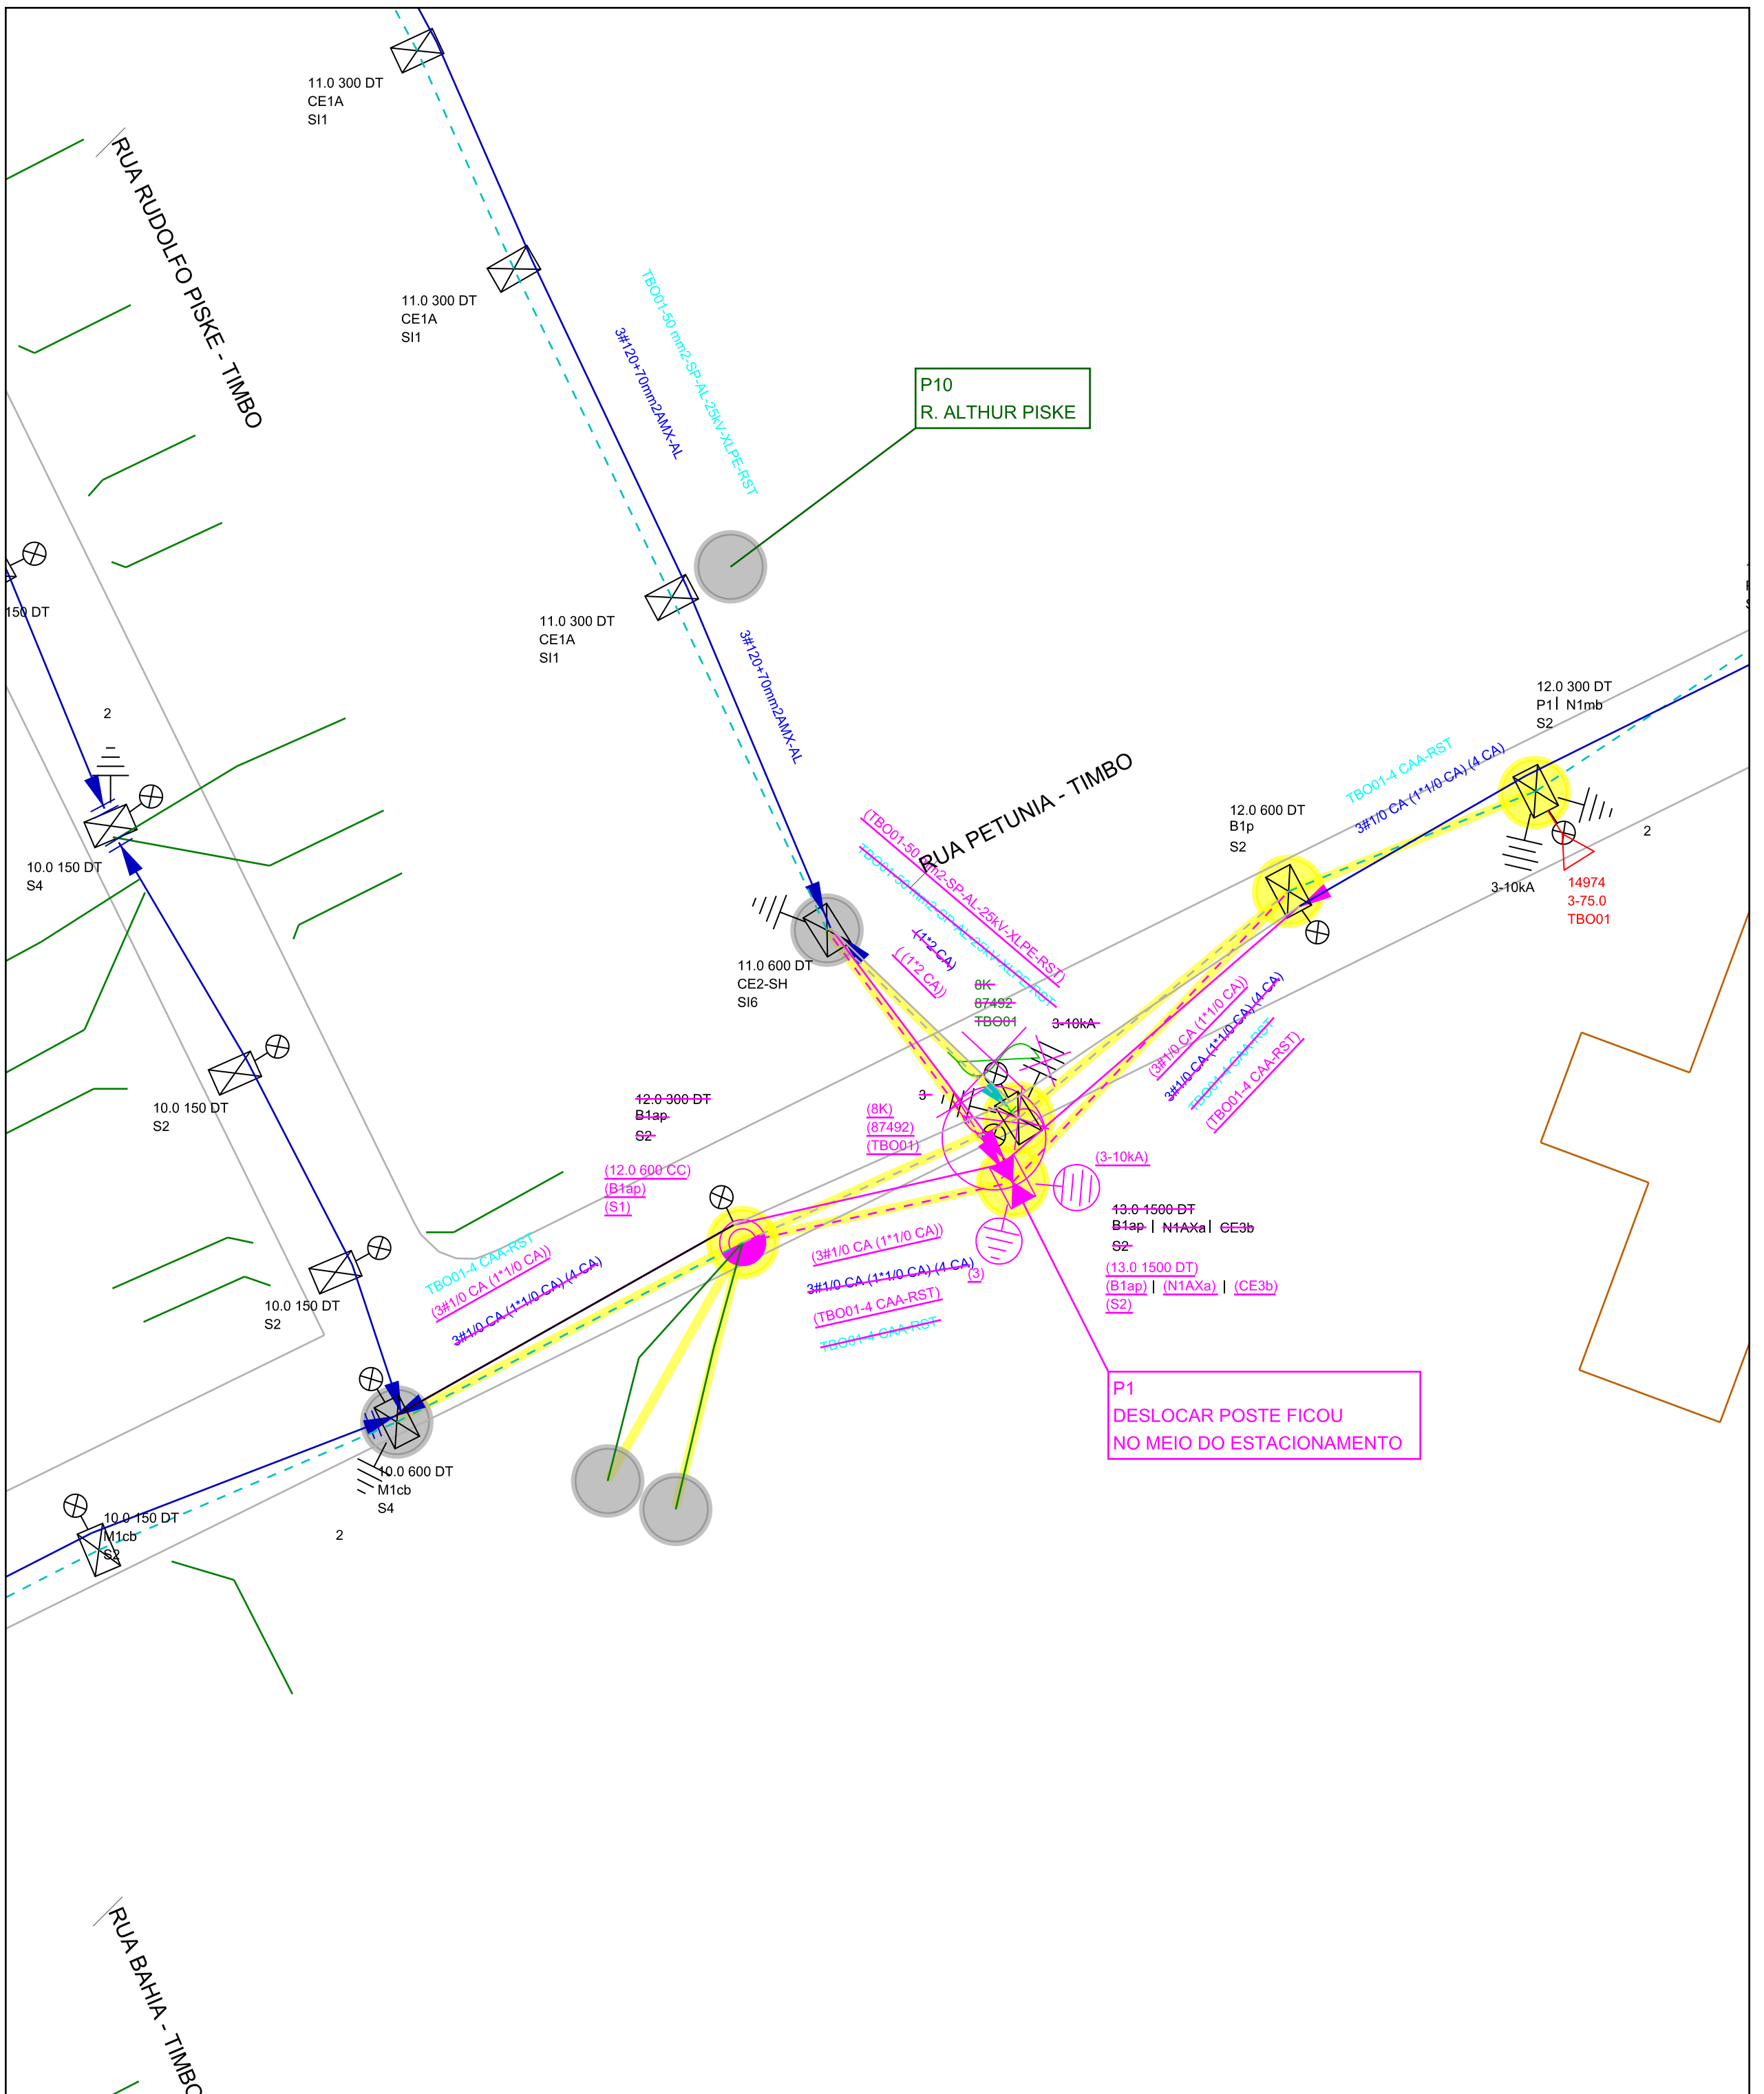 11.0 300 DT
CE1A
SI1
RUA RUDOLFO PISKE - TIMBO
11.0 300 DT
CE1A
SI1
TBO01-50 mm2-SP-AL-25kV-XLPE-RST
3#120+70mm2AMX-AL
P10
R. ALTHUR PISKE
150 DT
11.0 300 DT
CE1A
SI1
3#120+70mm2AMX-AL
2
12.0 300 DT
P1| N1mb
S2
RUA PETUNIA - TIMBO
TBO01-4 CAA-RST
3#1/0 CA (1*1/0 CA) (4 CA)
12.0 600 DT
B1p
S2
2
3-10kA
14974
3-75.0
TBO01
10.0 150 DT
S4
(TBO01-50 mm2-SP-AL-25kV-XLPE-RST)
TBO01-50 mm2-SP-AL-25kV-XLPE-RST
(1*2 CA)
((1*2 CA))
11.0 600 DT
CE2-SH
SI6
8K
87492
TBO01
3-10kA
(3#1/0 CA (1*1/0 CA))
3#1/0 CA (1*1/0 CA) (4 CA)
TBO01-4 CAA-RST
(TBO01-4 CAA-RST)
10.0 150 DT
S2
12.0 300 DT
B1ap
S2
3
(8K)
(87492)
(TBO01)
(12.0 600 CC)
(B1ap)
(S1)
(3-10kA)
13.0 1500 DT
B1ap | N1AXa | CE3b
S2
(13.0 1500 DT)
(B1ap) | (N1AXa) | (CE3b)
(S2)
10.0 150 DT
S2
TBO01-4 CAA-RST
(3#1/0 CA (1*1/0 CA))
3#1/0 CA (1*1/0 CA) (4 CA)
(3#1/0 CA (1*1/0 CA))
3#1/0 CA (1*1/0 CA) (4 CA)
(3)
(TBO01-4 CAA-RST)
TBO01-4 CAA-RST
P1
DESLOCAR POSTE FICOU
NO MEIO DO ESTACIONAMENTO
10.0 600 DT
M1cb
S4
10.0 150 DT
M1cb
S2
2
RUA BAHIA - TIMBO